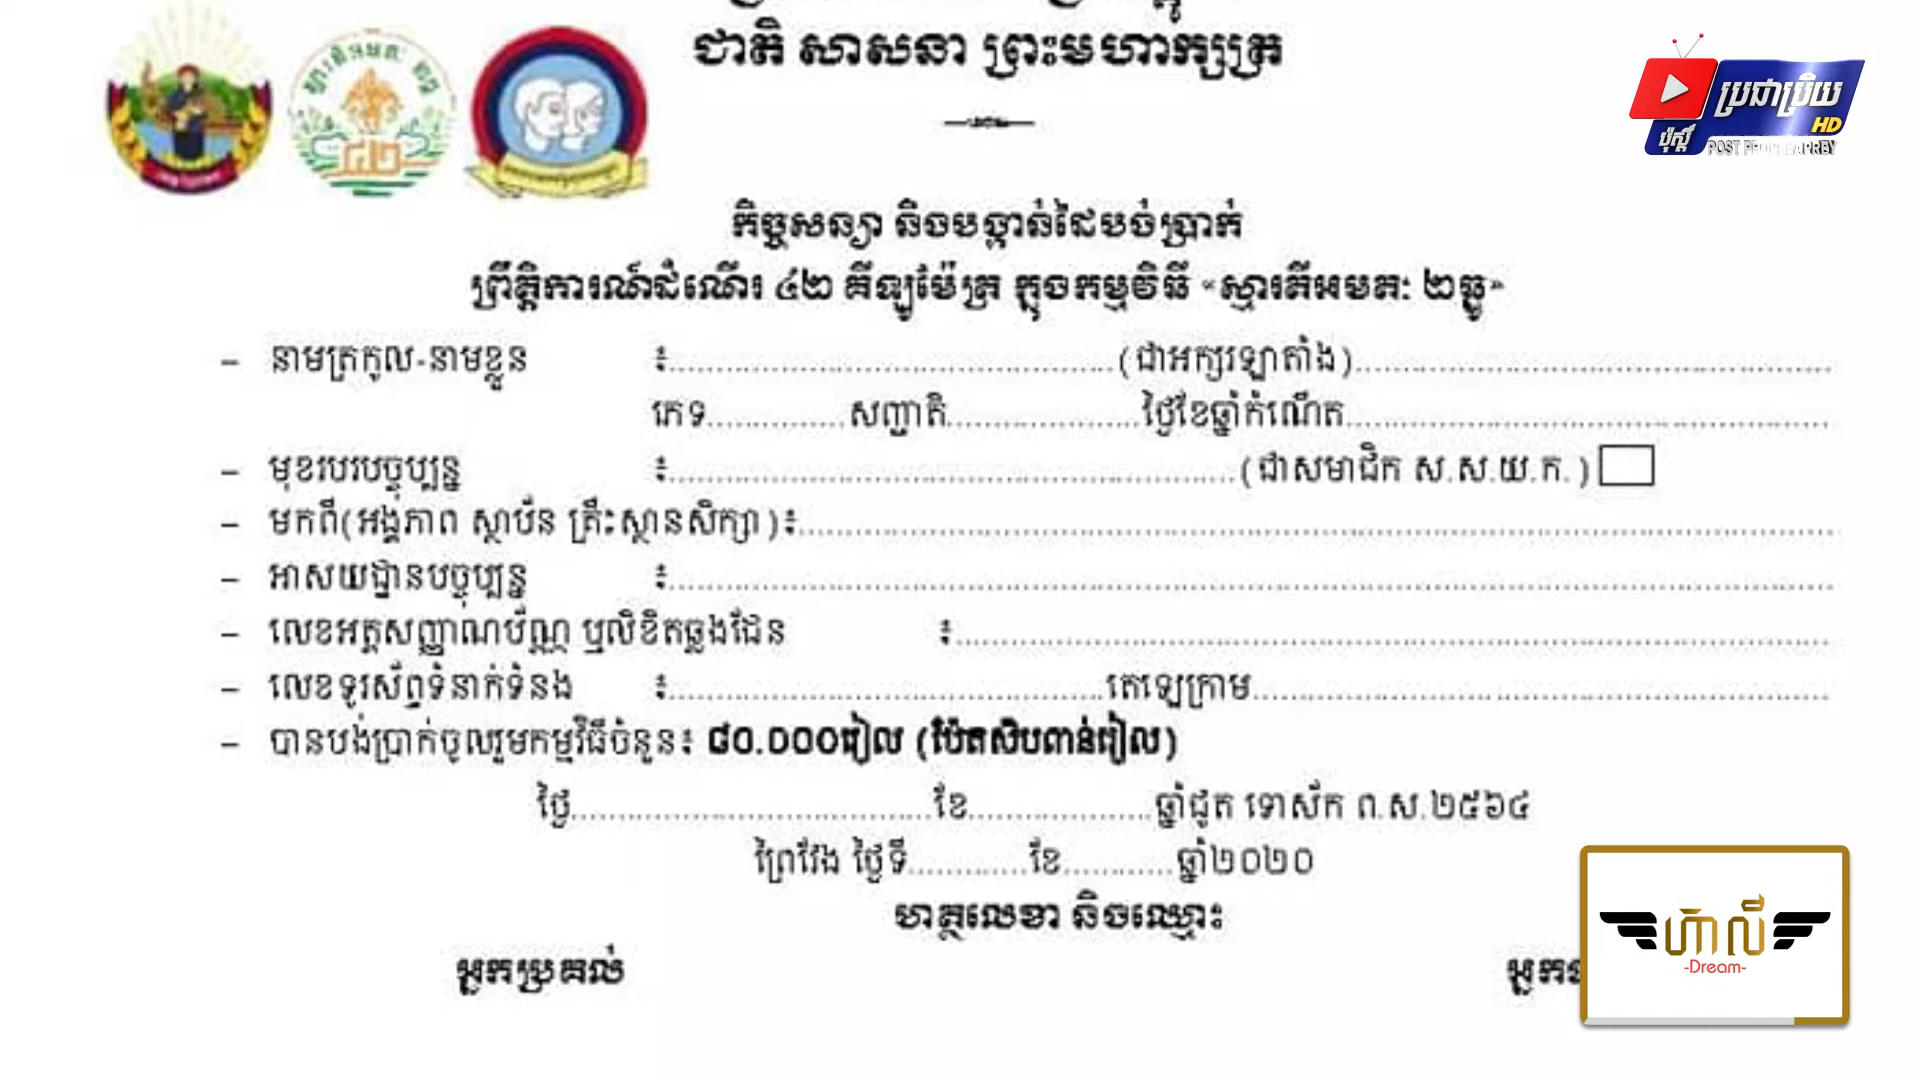 ជាតិ សាសនា ព្រះមហាក្សត្រ
ប្រជាប្រិយ
HD
ប៉ុស្តិ៍
POST PROCHEAPREY
៤២
កិច្ចសន្យា និងបង្កាន់ដៃបង់ប្រាក់
ព្រឹត្តិការណ៍ដំណើរ ៤២ គីឡូម៉ែត្រ ក្នុងកម្មវិធី «ស្មារតីអមតៈ ២ធ្នូ»
– នាមត្រកូល-នាមខ្លួន ៖........................(ជាអក្សរឡាតាំង)........................
ភេទ............សញ្ជាតិ................ថ្ងៃខែឆ្នាំកំណើត........................
– មុខរបរបច្ចុប្បន្ន ៖........................(ជាសមាជិក ស.ស.យ.ក.)
– មកពី(អង្គភាព ស្ថាប័ន គ្រឹះស្ថានសិក្សា)៖........................
– អាសយដ្ឋានបច្ចុប្បន្ន ៖........................
– លេខអត្តសញ្ញាណប័ណ្ណ ឬលិខិតឆ្លងដែន ៖........................
– លេខទូរស័ព្ទទំនាក់ទំនង ៖........................តេឡេក្រាម........................
– បានបង់ប្រាក់ចូលរួមកម្មវិធីចំនួន៖ ៨០.០០០រៀល (ប៉ែតសិបពាន់រៀល)
ថ្ងៃ........................ខែ................ឆ្នាំជូត ទោស័ក ព.ស.២៥៦៤
ព្រៃវែង ថ្ងៃទី............ខែ............ឆ្នាំ២០២០
ហត្ថលេខា និងឈ្មោះ
អ្នកប្រគល់
ហ៊ាលី
-Dream-